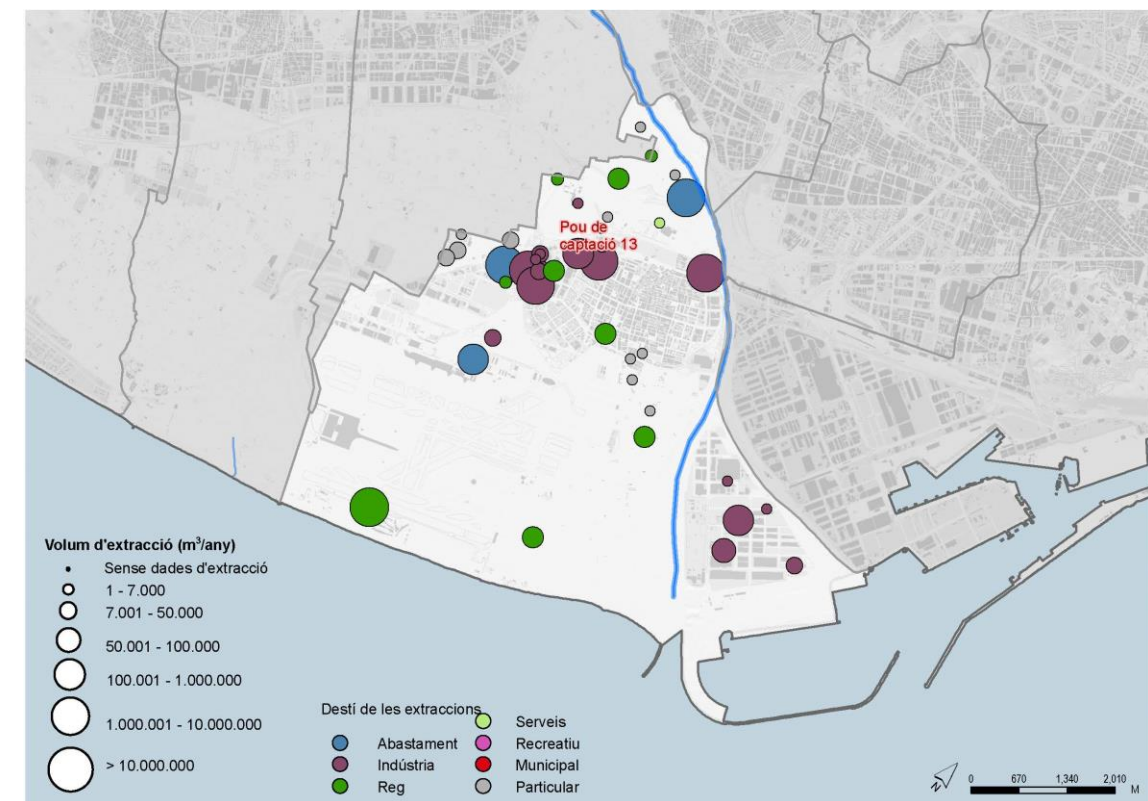 Pou de
captació 13
Volum d'extracció (m³/any)
Sense dades d'extracció
1 - 7.000
7.001 - 50.000
50.001 - 100.000
100.001 - 1.000.000
1.000.001 - 10.000.000
> 10.000.000
Destí de les extraccions
Abastament
Indústria
Reg
Serveis
Recreatiu
Municipal
Particular
N
0 670 1,340 2,010
M